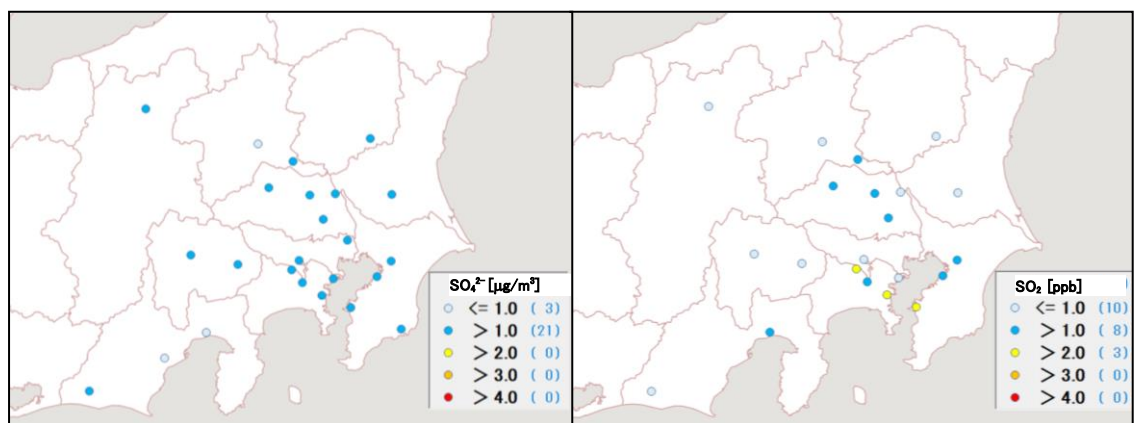 SO₄²⁻ [μg/m³]
<= 1.0 ( 3)
> 1.0 (21)
> 2.0 ( 0)
> 3.0 ( 0)
> 4.0 ( 0)
SO₂ [ppb]
<= 1.0 (10)
> 1.0 ( 8)
> 2.0 ( 3)
> 3.0 ( 0)
> 4.0 ( 0)